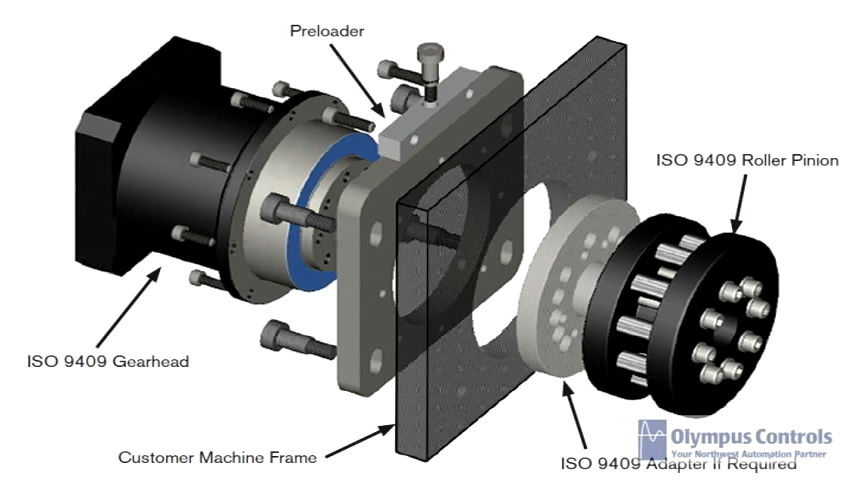 Preloader
ISO 9409 Roller Pinion
ISO 9409 Gearhead
Customer Machine Frame
Olympus Controls
Your Northwest Automation Partner
ISO 9409 Adapter If Required